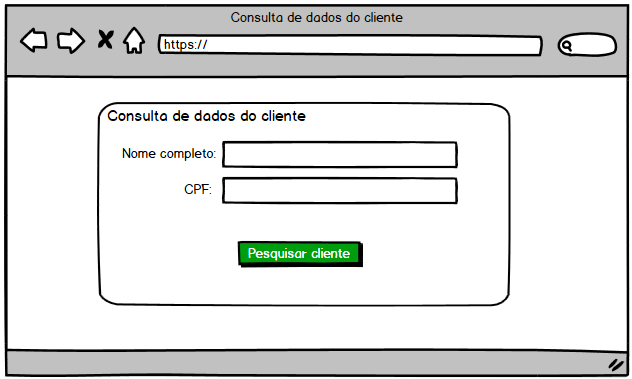 Consulta de dados do cliente
https://
Consulta de dados do cliente
Nome completo:
CPF:
Pesquisar cliente